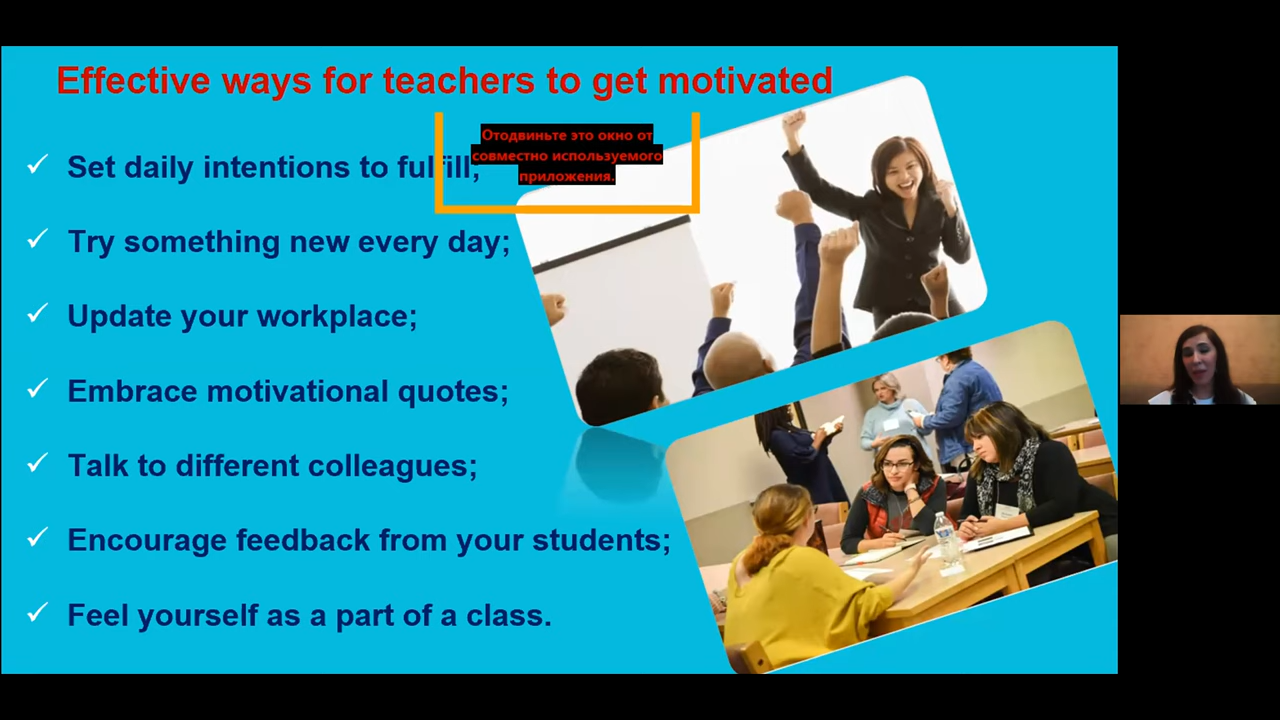 Effective ways for teachers to get motivated
Отодвиньте это окно от
совместно используемого
приложения.
✓ Set daily intentions to fulfill;
✓ Try something new every day;
✓ Update your workplace;
✓ Embrace motivational quotes;
✓ Talk to different colleagues;
✓ Encourage feedback from your students;
✓ Feel yourself as a part of a class.